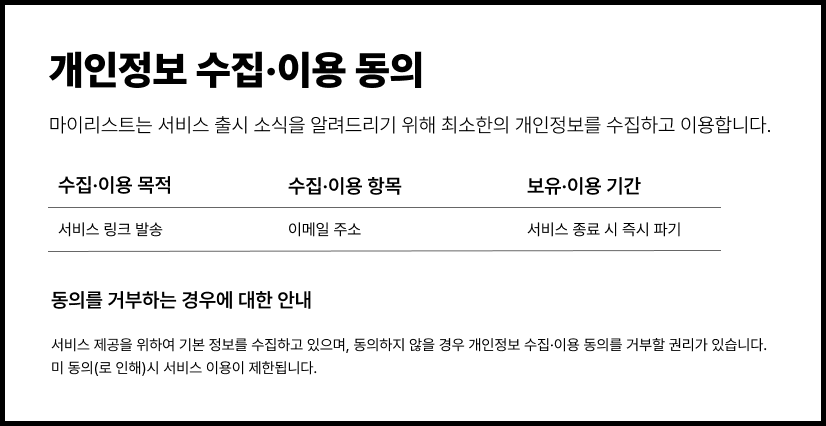 개인정보 수집·이용 동의
마이리스트는 서비스 출시 소식을 알려드리기 위해 최소한의 개인정보를 수집하고 이용합니다.
수집·이용 목적 수집·이용 항목 보유·이용 기간
서비스 링크 발송 이메일 주소 서비스 종료 시 즉시 파기
동의를 거부하는 경우에 대한 안내
서비스 제공을 위하여 기본 정보를 수집하고 있으며, 동의하지 않을 경우 개인정보 수집·이용 동의를 거부할 권리가 있습니다.
미 동의(로 인해)시 서비스 이용이 제한됩니다.